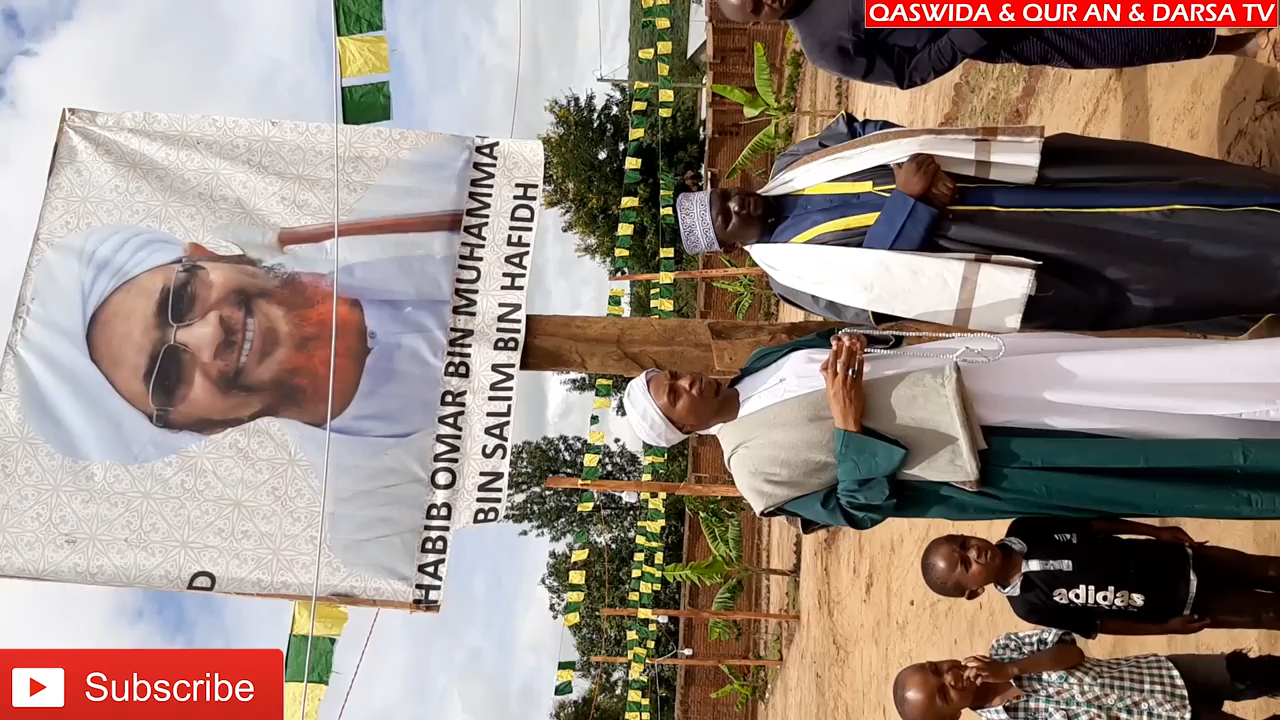 QASWIDA & QUR AN & DARSA TV
HABIB OMAR BIN MUHAMMA
BIN SALIM BIN HAFIDH
D
adidas
Subscribe